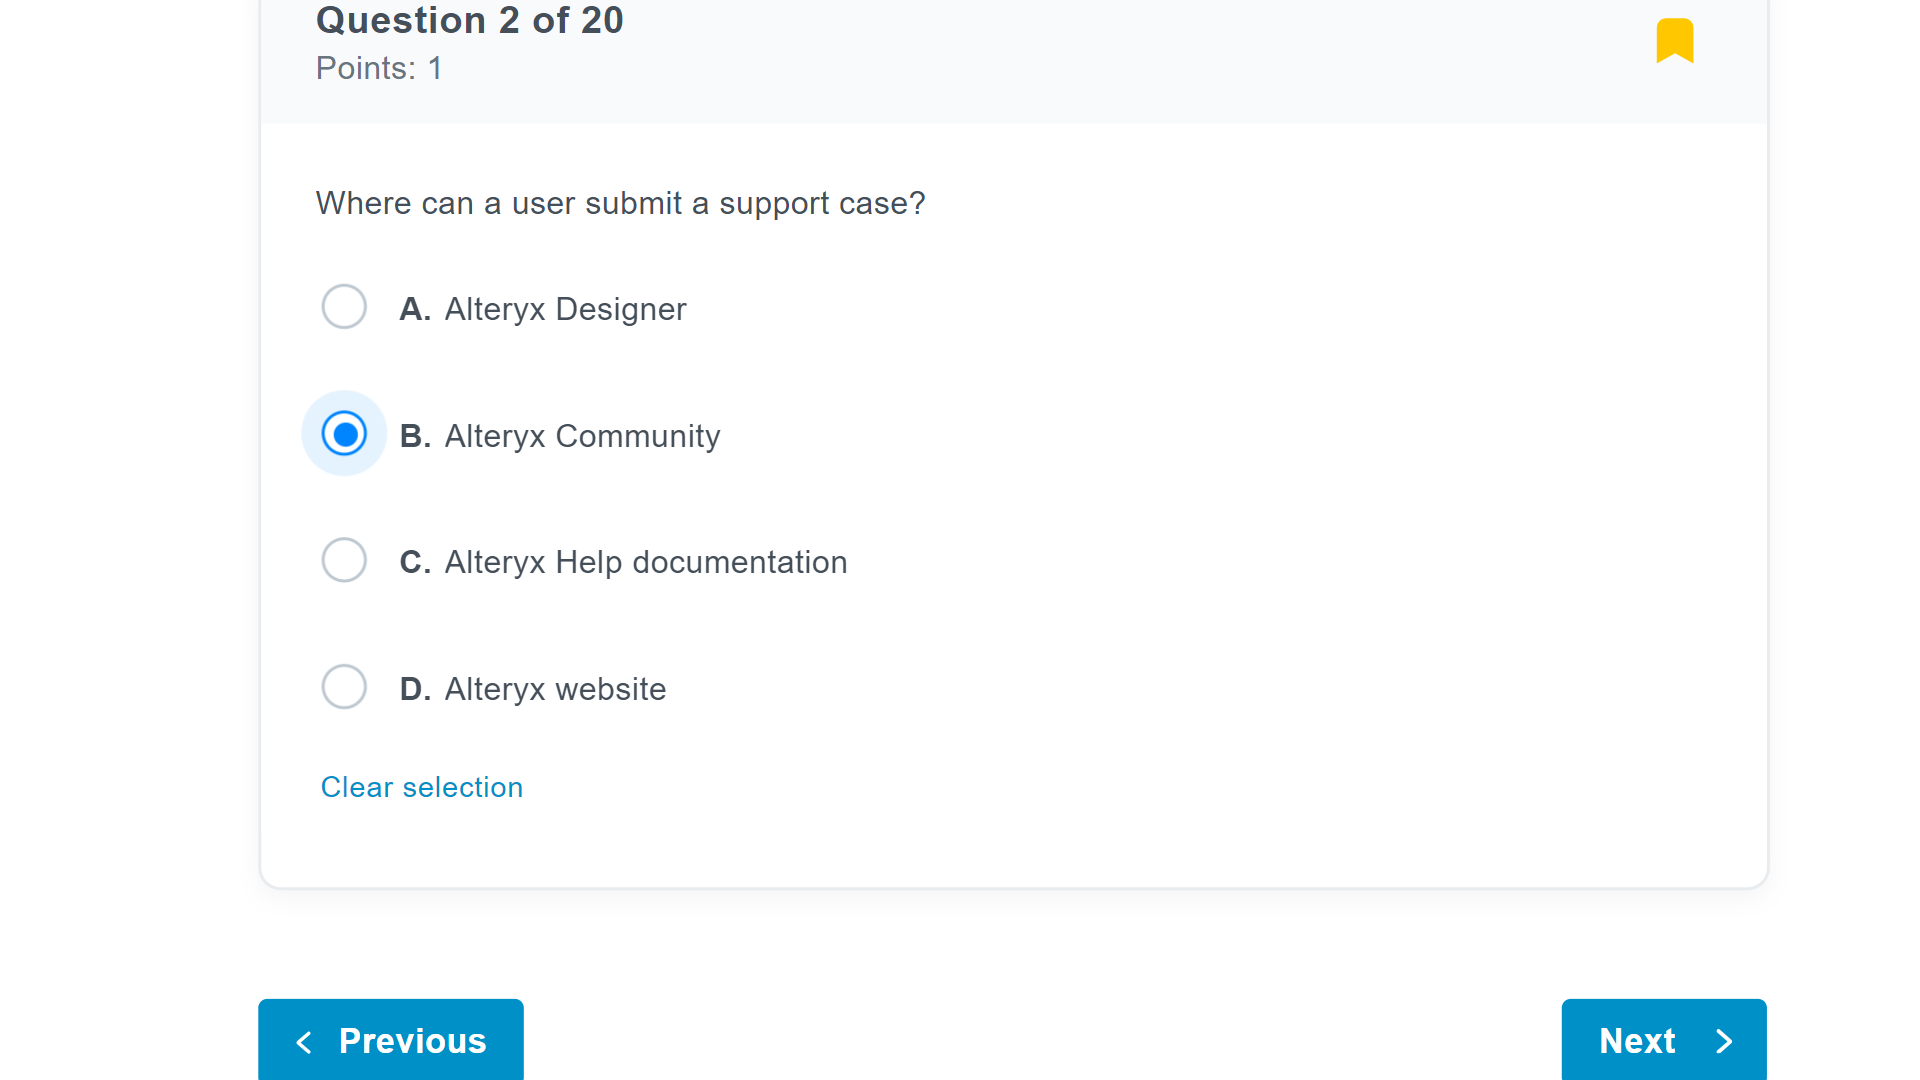 Question 2 of 20
Points: 1
Where can a user submit a support case?
A. Alteryx Designer
B. Alteryx Community
C. Alteryx Help documentation
D. Alteryx website
Clear selection
Previous
Next